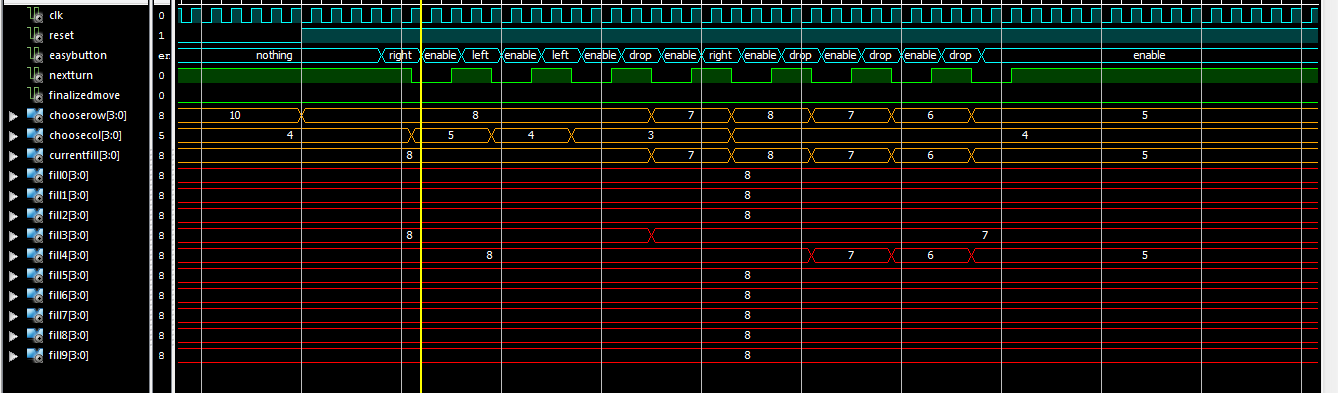 clk 0
reset 1
easybutton er. nothing right enable left enable left enable drop enable right enable drop enable drop enable drop enable
nextturn 0
finalizedmove 0
chooserow[3:0] 8 10 8 7 8 7 6 5
choosecol[3:0] 5 4 5 4 3 4
currentfill[3:0] 8 8 7 8 7 6 5
fill0[3:0] 8 8
fill1[3:0] 8 8
fill2[3:0] 8 8
fill3[3:0] 8 8 7
fill4[3:0] 8 8 7 6 5
fill5[3:0] 8 8
fill6[3:0] 8 8
fill7[3:0] 8 8
fill8[3:0] 8 8
fill9[3:0] 8 8